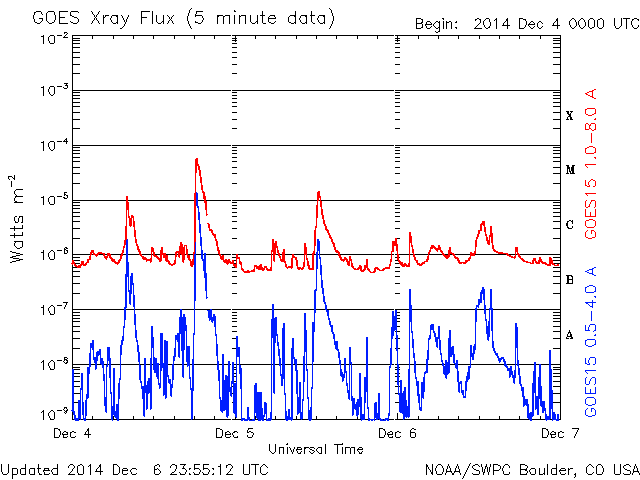 GOES Xray Flux (5 minute data)
Begin: 2014 Dec 4 0000 UTC
10-2
10-3
10-4
10-5
10-6
10-7
10-8
10-9
Watts m-2
X
M
C
B
A
GOES15 1.0-8.0 A
GOES15 0.5-4.0 A
Dec 4
Dec 5
Dec 6
Dec 7
Universal Time
Updated 2014 Dec 6 23:55:12 UTC
NOAA/SWPC Boulder, CO USA